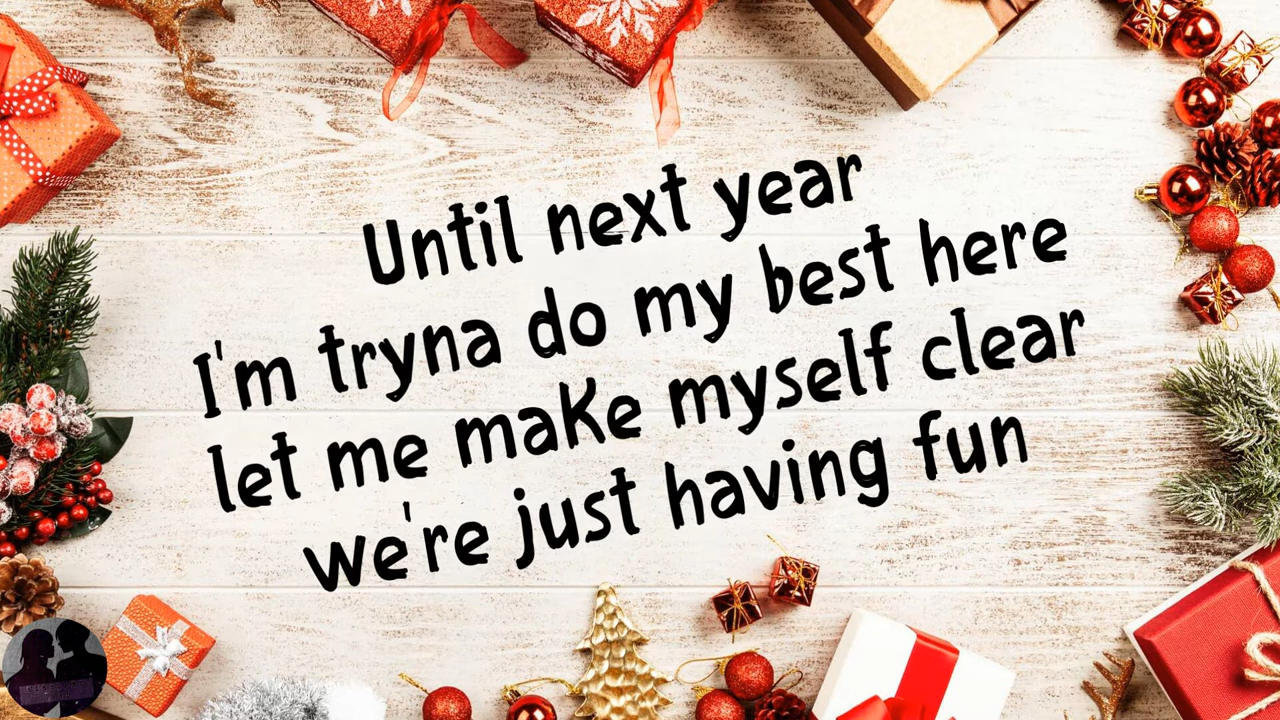 Until next year
I'm tryna do my best here
let me make myself clear
we're just having fun